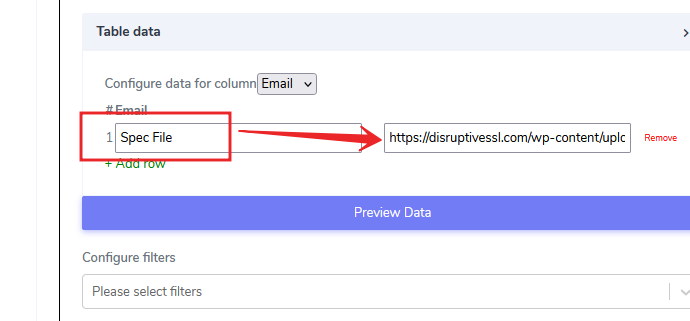 Table data
Configure data for column Email
# Email
1 Spec File https://disruptivessl.com/wp-content/uplo Remove
+ Add row
Preview Data
Configure filters
Please select filters